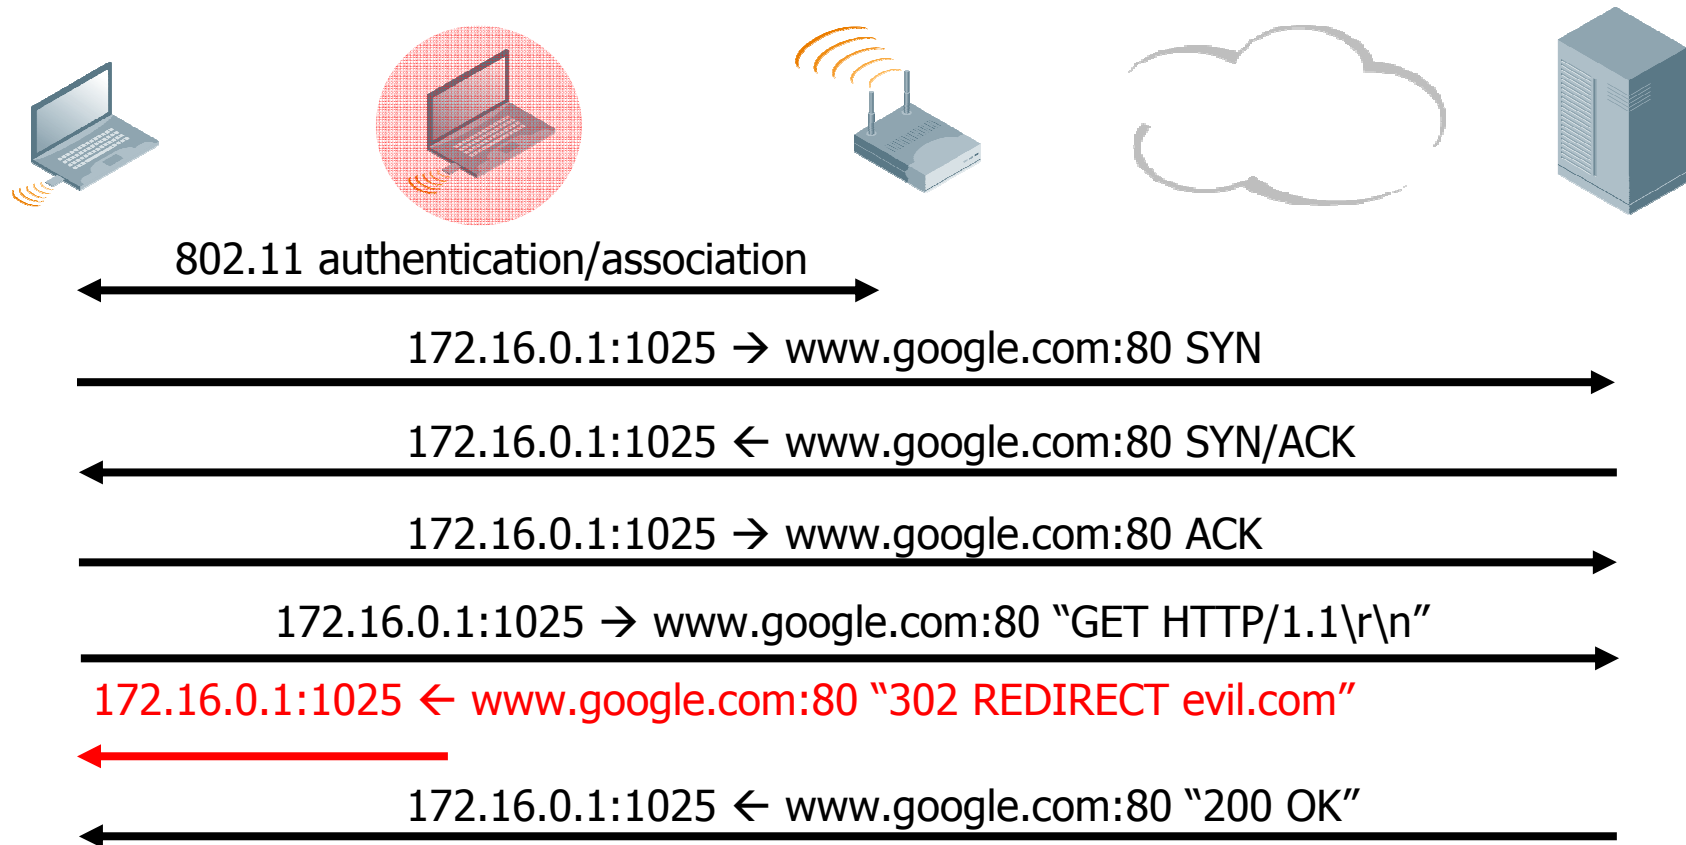 802.11 authentication/association
172.16.0.1:1025 → www.google.com:80 SYN
172.16.0.1:1025 ← www.google.com:80 SYN/ACK
172.16.0.1:1025 → www.google.com:80 ACK
172.16.0.1:1025 → www.google.com:80 “GET HTTP/1.1\r\n”
172.16.0.1:1025 ← www.google.com:80 “302 REDIRECT evil.com”
172.16.0.1:1025 ← www.google.com:80 “200 OK”